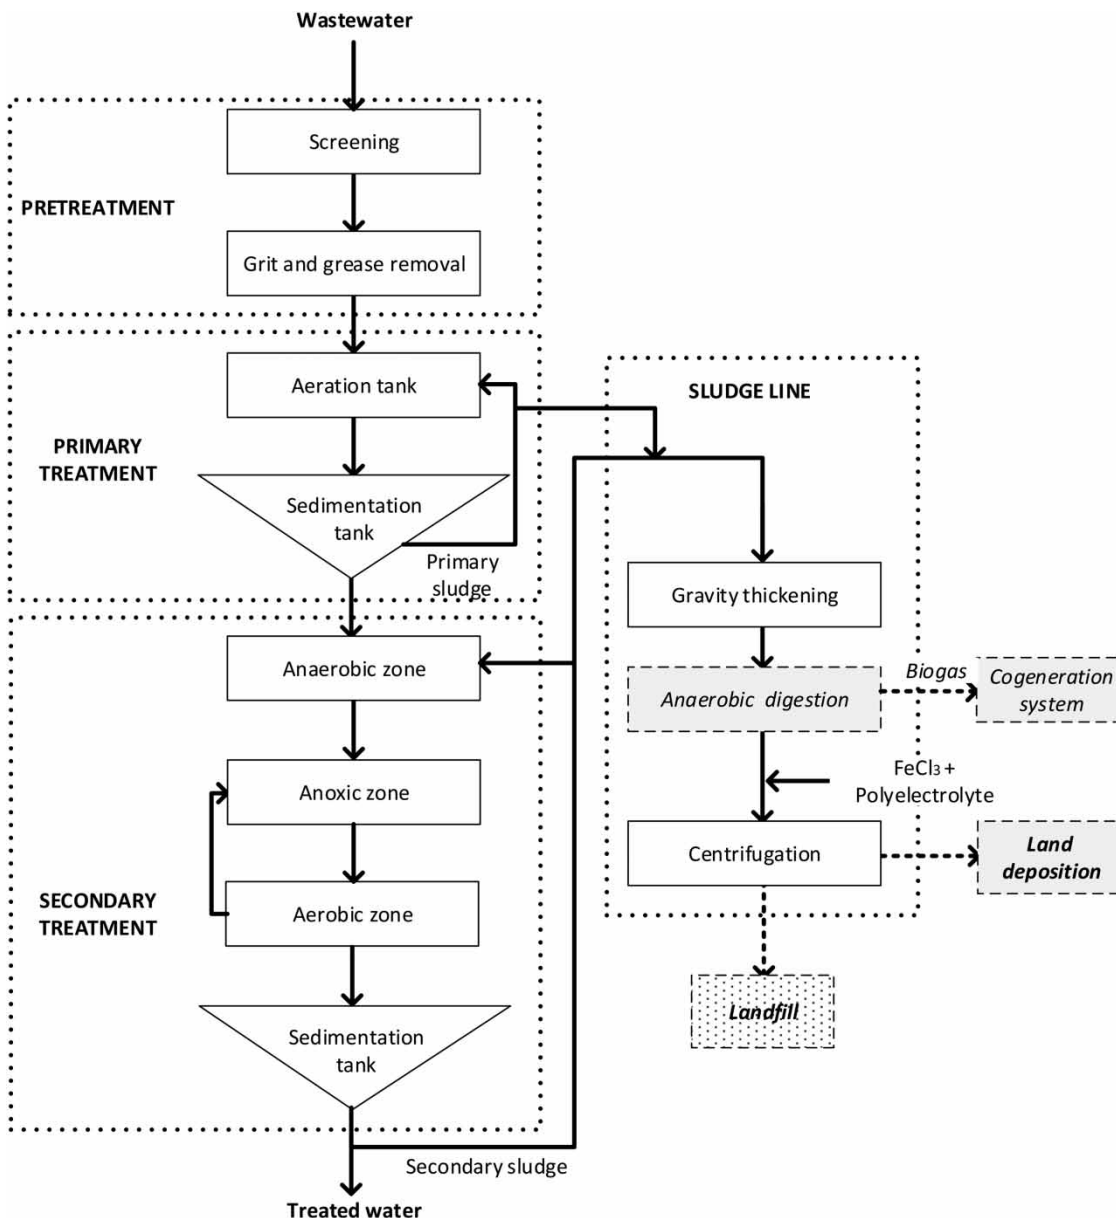 Wastewater
Screening
PRETREATMENT
Grit and grease removal
Aeration tank
PRIMARY
TREATMENT
Sedimentation
tank
Primary
sludge
Anaerobic zone
Anoxic zone
SECONDARY
TREATMENT
Aerobic zone
Sedimentation
tank
Secondary sludge
Treated water
SLUDGE LINE
Gravity thickening
Anaerobic digestion
Biogas
Cogeneration
system
FeCl₃ +
Polyelectrolyte
Centrifugation
Land
deposition
Landfill